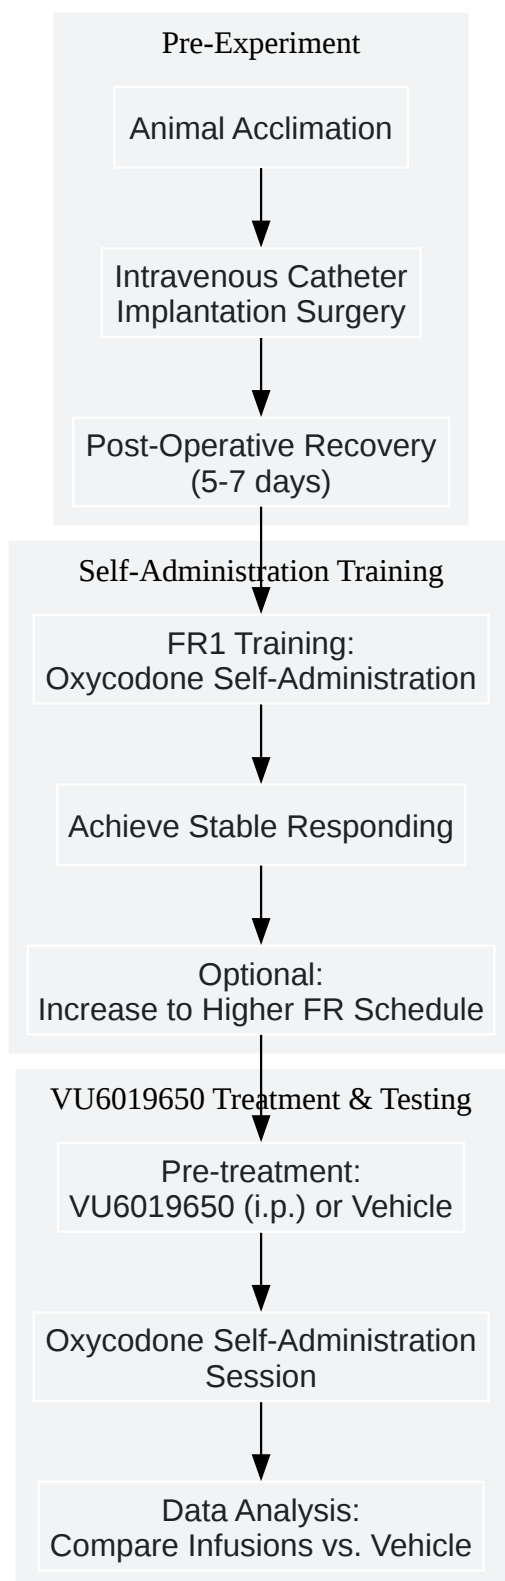 Pre-Experiment
Animal Acclimation
Intravenous Catheter
Implantation Surgery
Post-Operative Recovery
(5-7 days)
Self-Administration Training
FR1 Training:
Oxycodone Self-Administration
Achieve Stable Responding
Optional:
Increase to Higher FR Schedule
VU6019650 Treatment & Testing
Pre-treatment:
VU6019650 (i.p.) or Vehicle
Oxycodone Self-Administration
Session
Data Analysis:
Compare Infusions vs. Vehicle